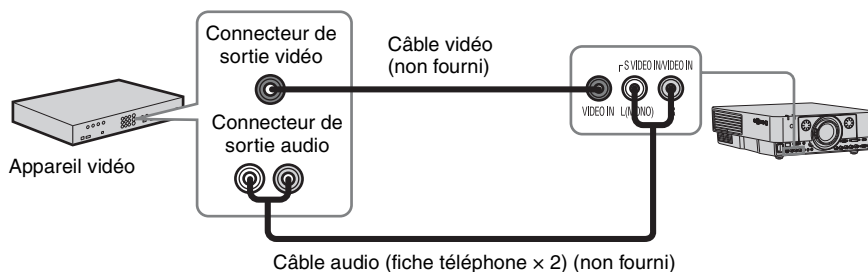 Connecteur de
sortie vidéo
Câble vidéo
(non fourni)
S VIDEO IN/VIDEO IN
VIDEO IN L(MONO)
Connecteur de
sortie audio
Appareil vidéo
Câble audio (fiche téléphone × 2) (non fourni)